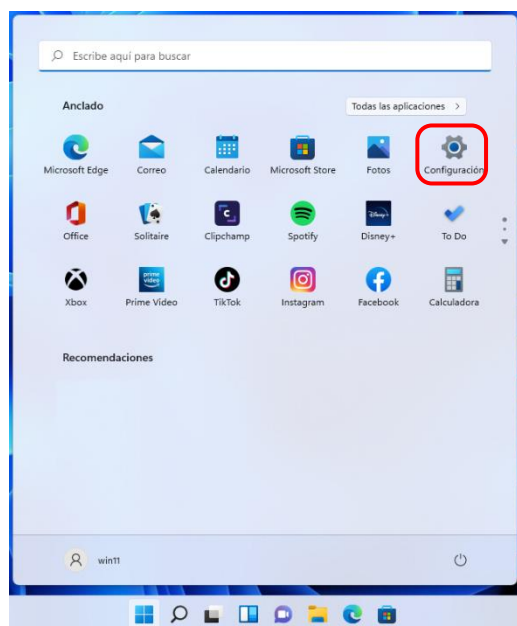 Escribe aquí para buscar
Anclado
Todas las aplicaciones >
Microsoft Edge Correo Calendario Microsoft Store Fotos Configuración
Office Solitaire Clipchamp Spotify Disney+ To Do
Xbox Prime Video TikTok Instagram Facebook Calculadora
Recomendaciones
win11